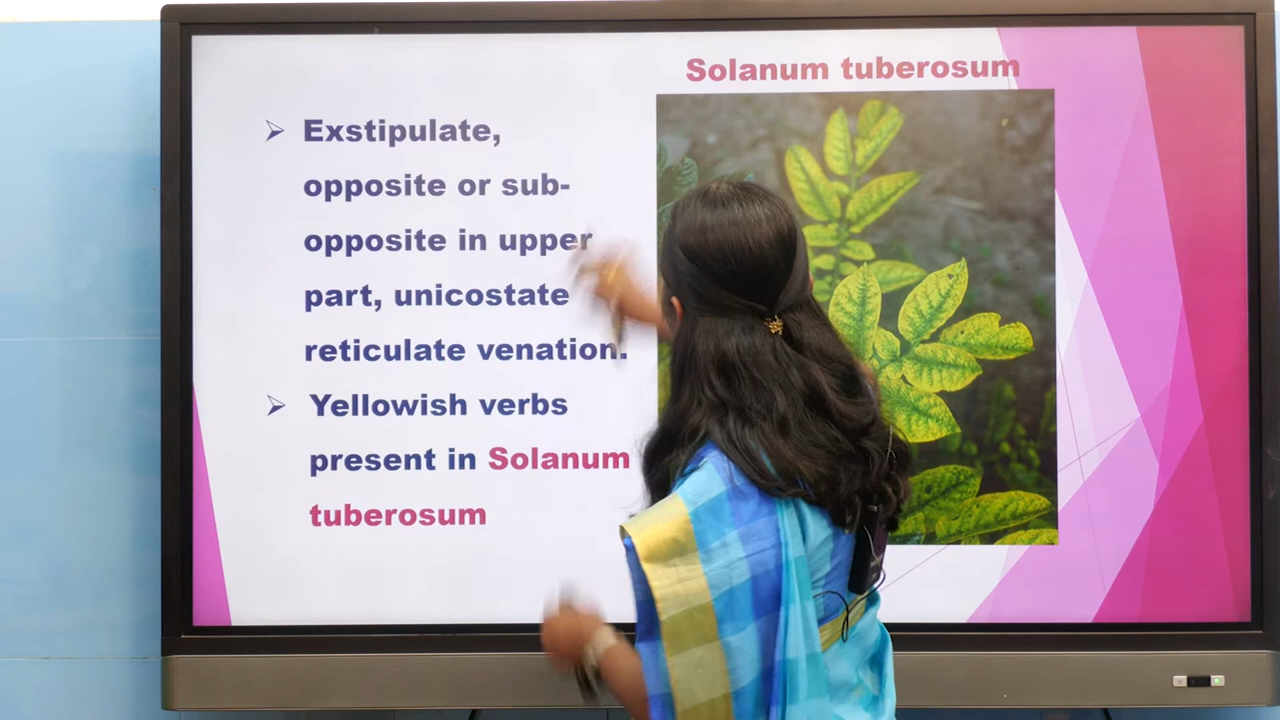 Solanum tuberosum
Exstipulate,
opposite or sub-
opposite in upper
part, unicostate
reticulate venation.
Yellowish verbs
present in Solanum
tuberosum